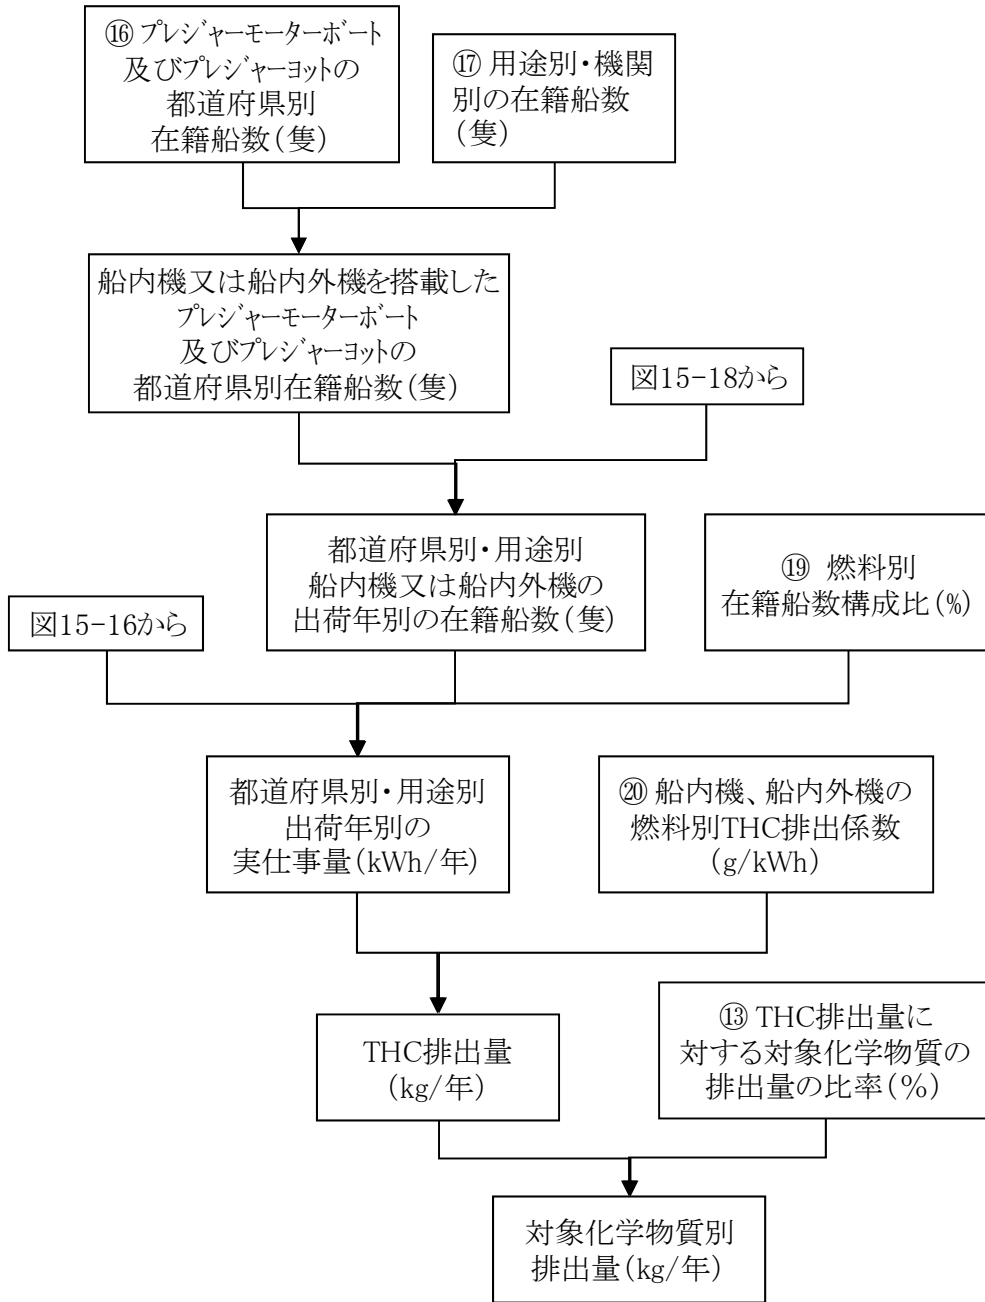 ⑯ プレジャーモーターボート
及びプレジャーヨットの
都道府県別
在籍船数(隻)
⑰ 用途別・機関
別の在籍船数
(隻)
船内機又は船内外機を搭載した
プレジャーモーターボート
及びプレジャーヨットの
都道府県別在籍船数(隻)
図15-18から
都道府県別・用途別
船内機又は船内外機の
出荷年別の在籍船数(隻)
⑲ 燃料別
在籍船数構成比(%)
図15-16から
都道府県別・用途別
出荷年別の
実仕事量(kWh/年)
⑳ 船内機、船内外機の
燃料別THC排出係数
(g/kWh)
THC排出量
(kg/年)
⑬ THC排出量に
対する対象化学物質の
排出量の比率(%)
対象化学物質別
排出量(kg/年)